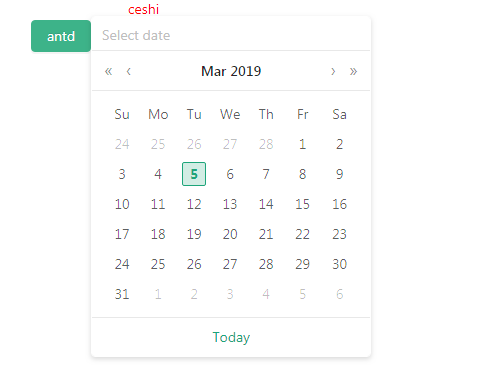 ceshi
antd Select date
« ‹ Mar 2019 › »
Su Mo Tu We Th Fr Sa
24 25 26 27 28 1 2
3 4 5 6 7 8 9
10 11 12 13 14 15 16
17 18 19 20 21 22 23
24 25 26 27 28 29 30
31 1 2 3 4 5 6
Today